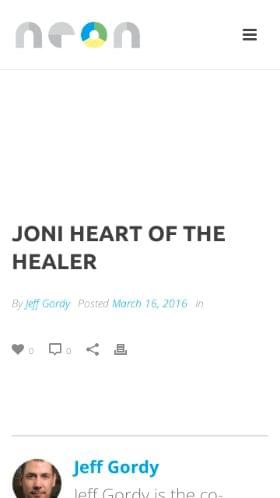 neon
JONI HEART OF THE
HEALER
By Jeff Gordy Posted March 16, 2016 In
0 0
Jeff Gordy
Jeff Gordy is the co-